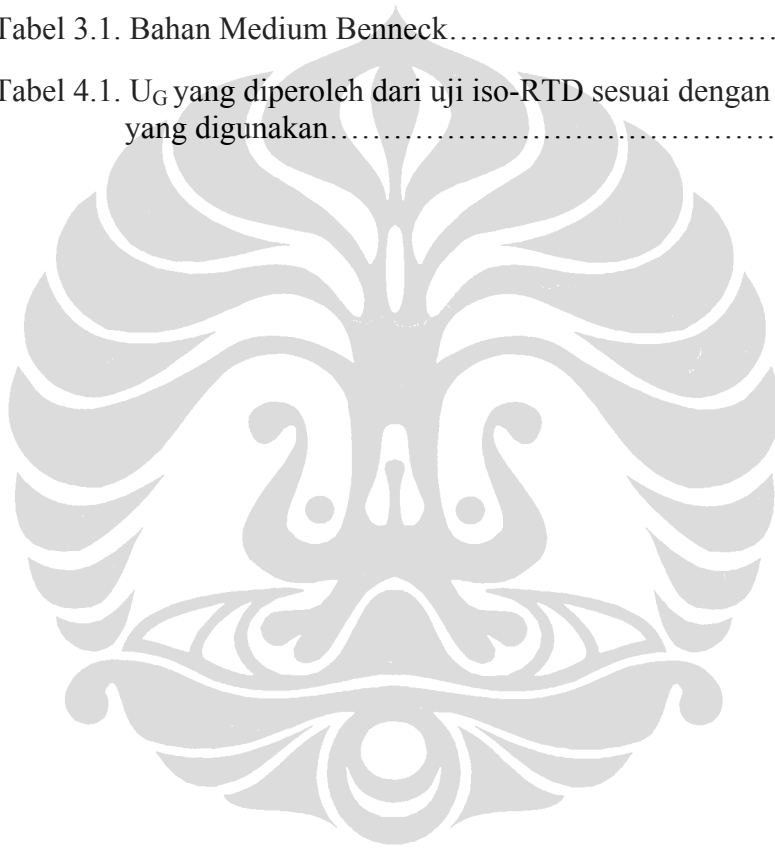 Tabel 3.1. Bahan Medium Benneck…………………………
Tabel 4.1. U_G yang diperoleh dari uji iso-RTD sesuai dengan
yang digunakan……………………………………